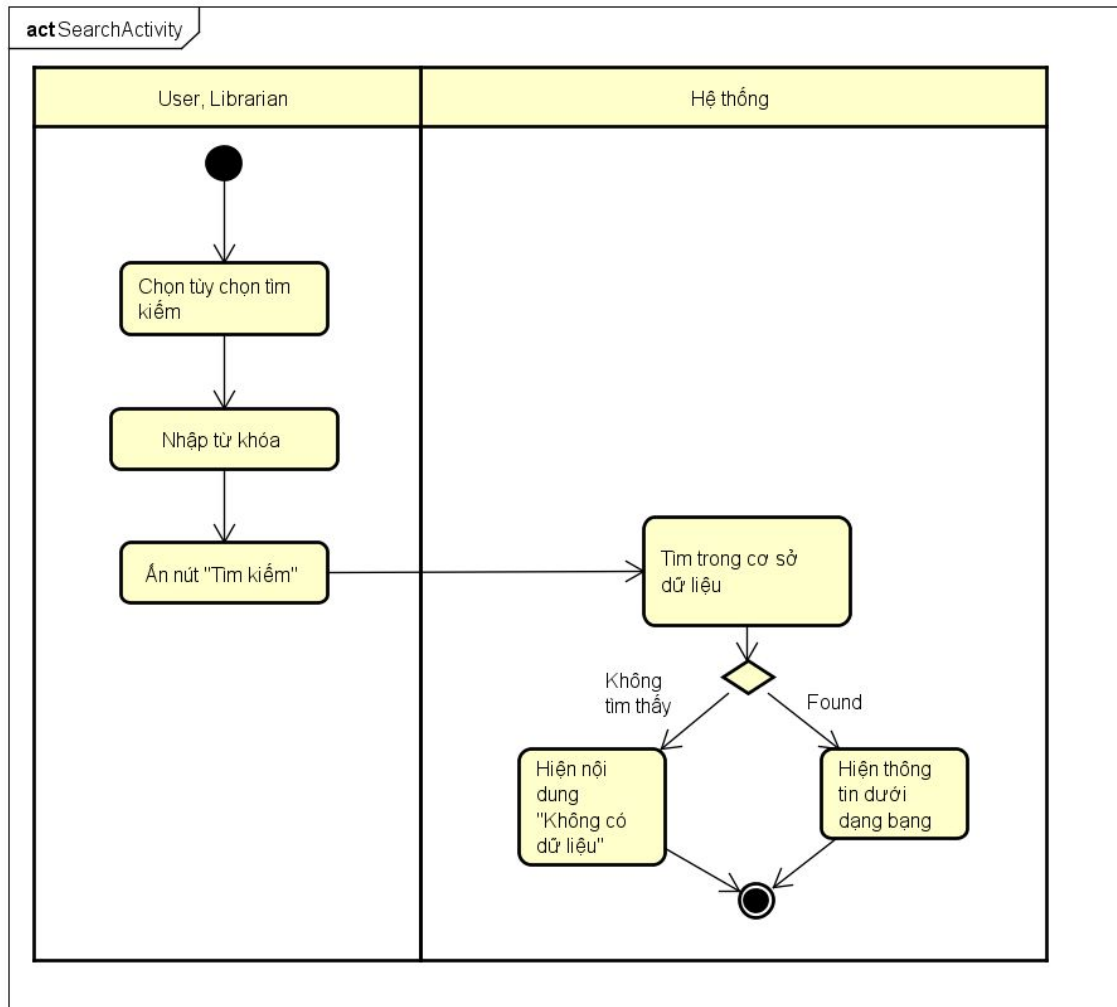 act SearchActivity
User, Librarian
Hệ thống
Chọn tùy chọn tìm
kiếm
Nhập từ khóa
Ấn nút "Tìm kiếm"
Tìm trong cơ sở
dữ liệu
Không
tìm thấy
Found
Hiện nội
dung
"Không có
dữ liệu"
Hiện thông
tin dưới
dạng bạng